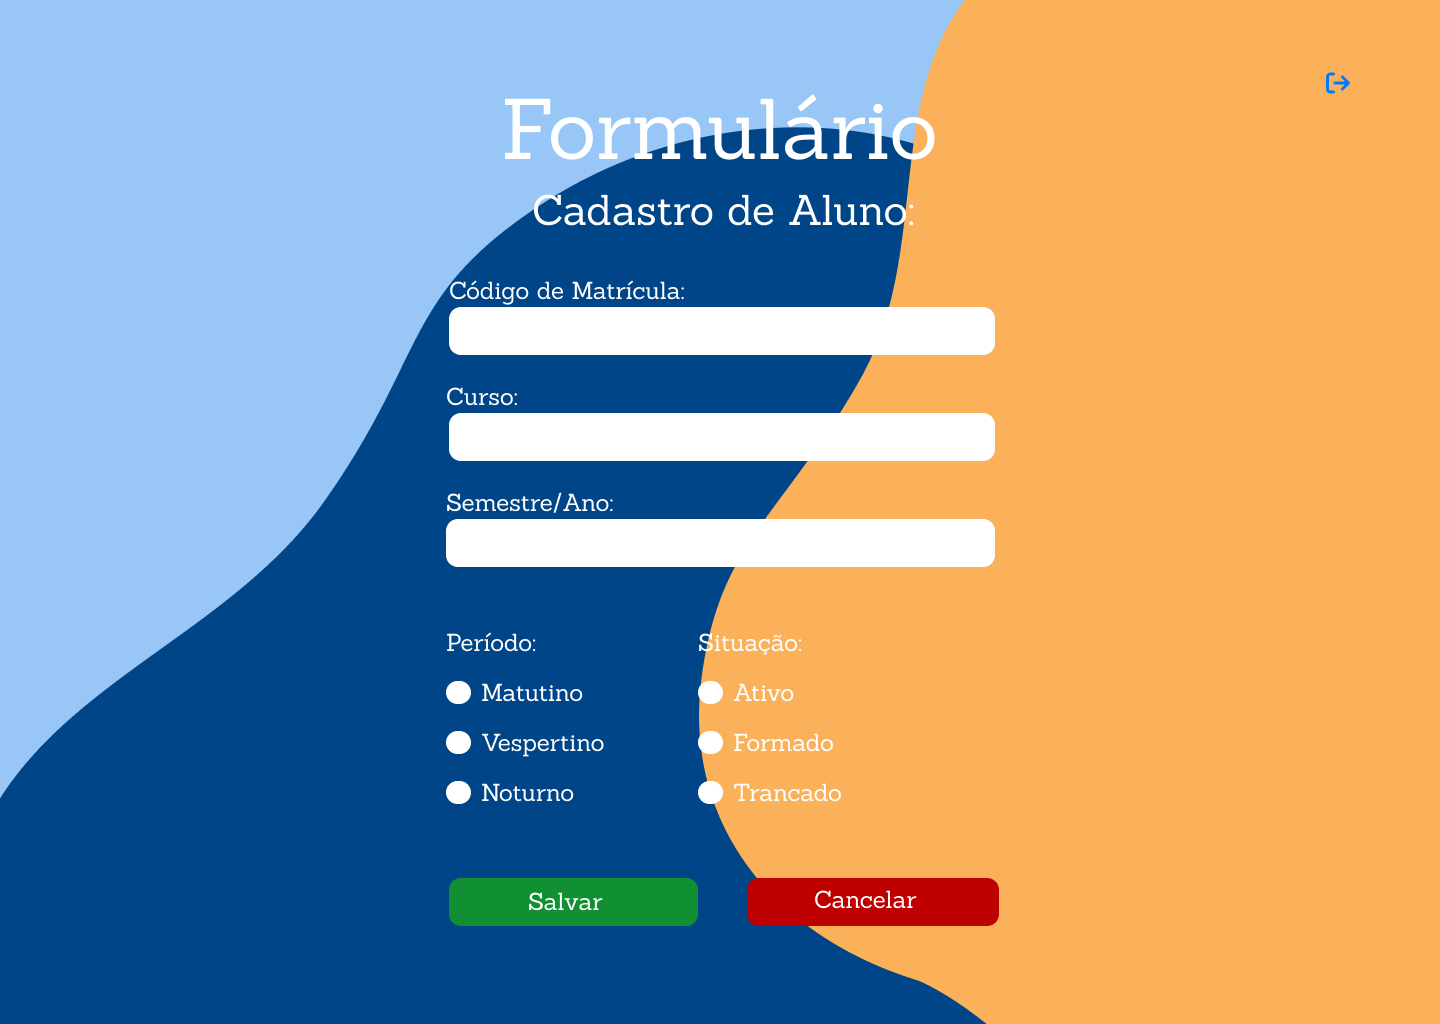 Formulário
Cadastro de Aluno:
Código de Matrícula:
Curso:
Semestre/Ano:
Período:
Matutino
Vespertino
Noturno
Situação:
Ativo
Formado
Trancado
Salvar
Cancelar